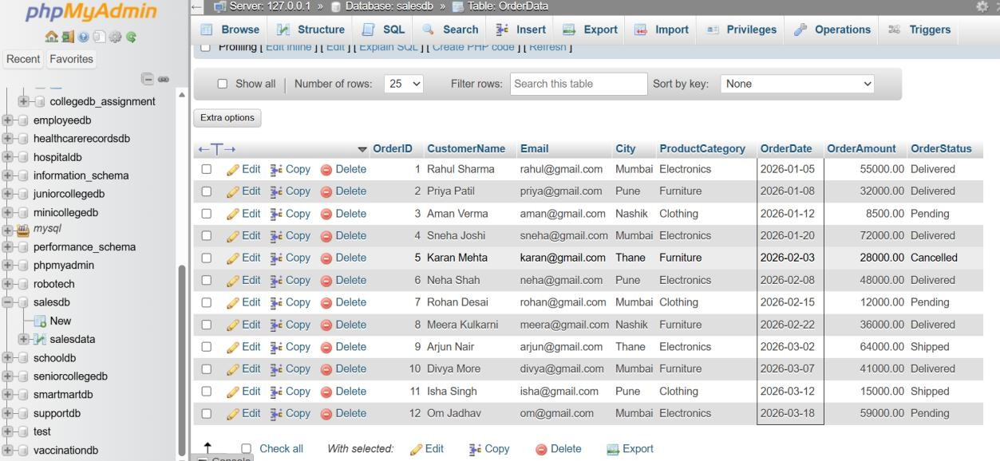 phpMyAdmin
Recent Favorites
collegedb_assignment
employeedb
healthcarerecordsdb
hospitaldb
information_schema
juniorcollegedb
minicollegedb
mysql
performance_schema
phpmyadmin
robotech
salesdb
New
salesdata
schooldb
seniorcollegedb
smartmartdb
supportdb
test
vaccinationdb
Server: 127.0.0.1 » Database: salesdb » Table: OrderData
Browse Structure SQL Search Insert Export Import Privileges Operations Triggers
Profiling [ Edit inline ] [ Edit ] [ Explain SQL ] [ Create PHP code ] [ Refresh ]
Show all | Number of rows: 25 Filter rows: Search this table Sort by key: None
Extra options
←T→ OrderID CustomerName Email City ProductCategory OrderDate OrderAmount OrderStatus
Edit Copy Delete 1 Rahul Sharma rahul@gmail.com Mumbai Electronics 2026-01-05 55000.00 Delivered
Edit Copy Delete 2 Priya Patil priya@gmail.com Pune Furniture 2026-01-08 32000.00 Delivered
Edit Copy Delete 3 Aman Verma aman@gmail.com Nashik Clothing 2026-01-12 8500.00 Pending
Edit Copy Delete 4 Sneha Joshi sneha@gmail.com Mumbai Electronics 2026-01-20 72000.00 Delivered
Edit Copy Delete 5 Karan Mehta karan@gmail.com Thane Furniture 2026-02-03 28000.00 Cancelled
Edit Copy Delete 6 Neha Shah neha@gmail.com Pune Electronics 2026-02-08 48000.00 Delivered
Edit Copy Delete 7 Rohan Desai rohan@gmail.com Mumbai Clothing 2026-02-15 12000.00 Pending
Edit Copy Delete 8 Meera Kulkarni meera@gmail.com Nashik Furniture 2026-02-22 36000.00 Delivered
Edit Copy Delete 9 Arjun Nair arjun@gmail.com Thane Electronics 2026-03-02 64000.00 Shipped
Edit Copy Delete 10 Divya More divya@gmail.com Mumbai Furniture 2026-03-07 41000.00 Delivered
Edit Copy Delete 11 Isha Singh isha@gmail.com Pune Clothing 2026-03-12 15000.00 Shipped
Edit Copy Delete 12 Om Jadhav om@gmail.com Mumbai Electronics 2026-03-18 59000.00 Pending
Check all With selected: Edit Copy Delete Export
Console